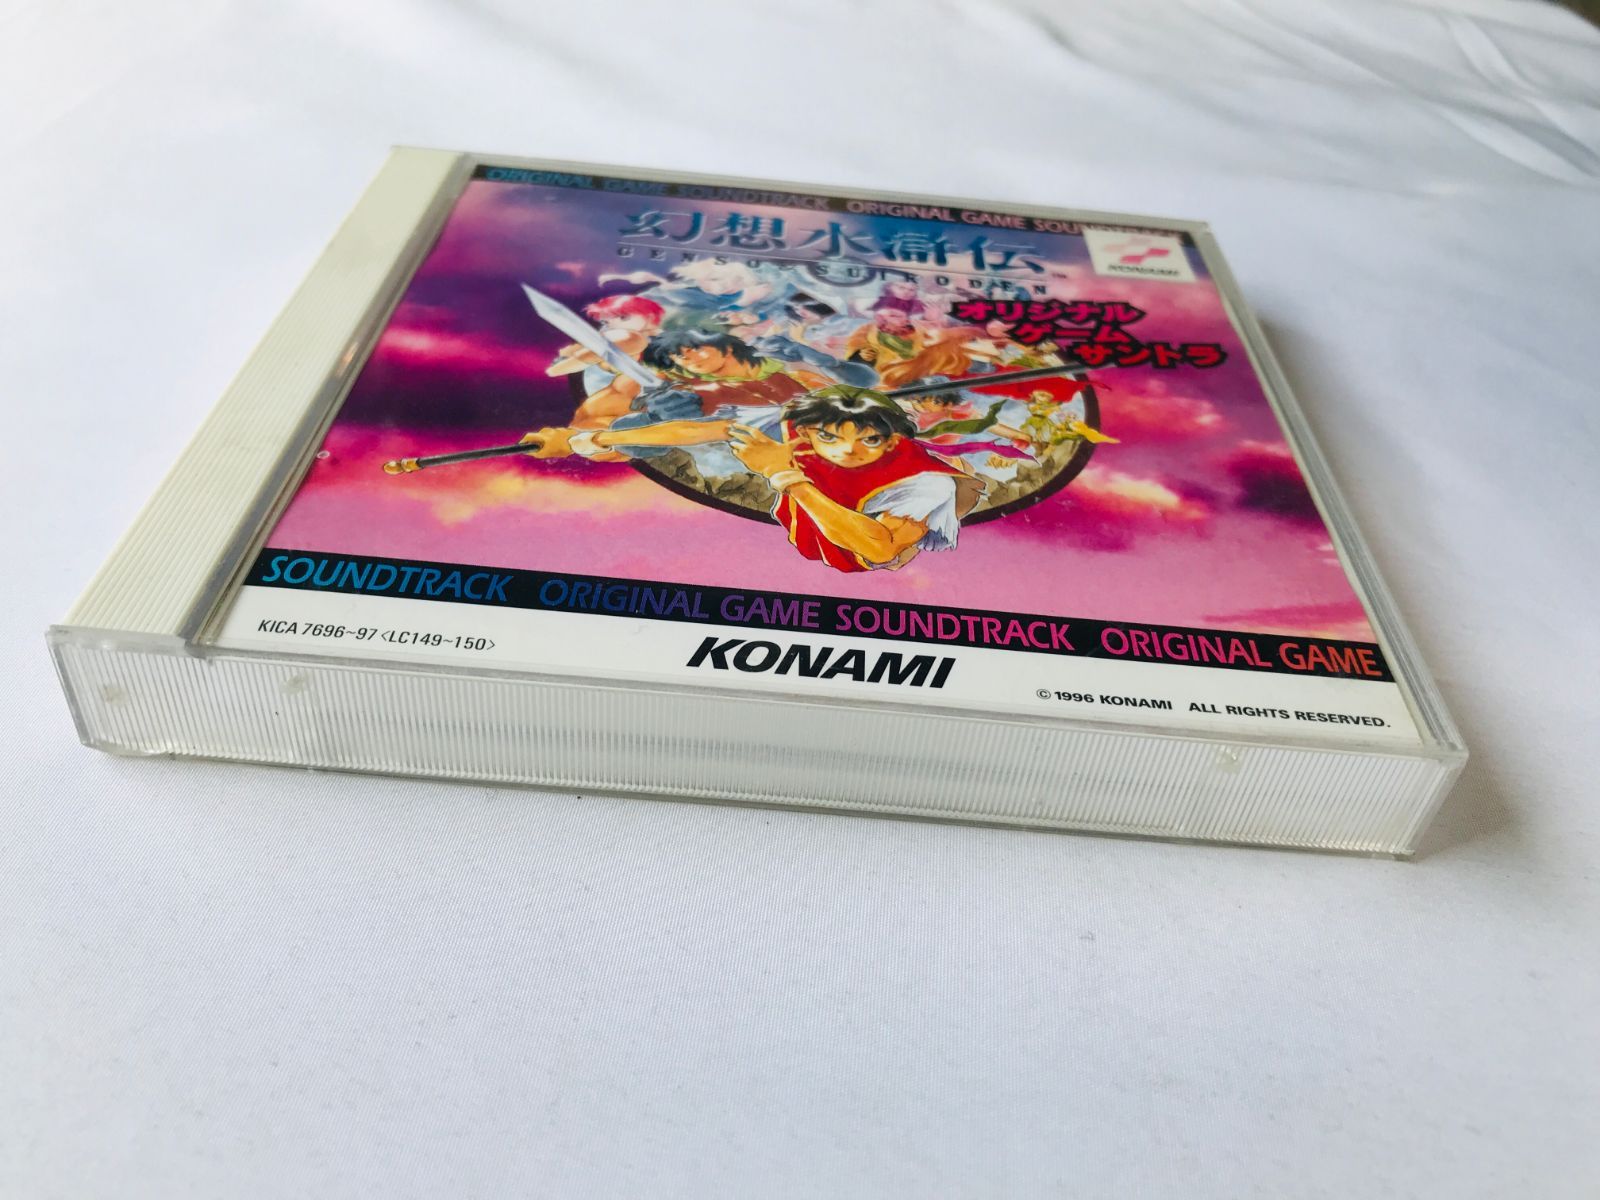 ORIGINAL GAME SOUNDTRACK ORIGINAL GAME SOUNDTRACK
幻想水滸伝
GENSO SUIKODEN ™
KONAMI
オリジナル
ゲーム
サントラ
SOUNDTRACK ORIGINAL GAME SOUNDTRACK ORIGINAL GAME
KICA 7696~97<LC149~150>
KONAMI
© 1996 KONAMI ALL RIGHTS RESERVED.